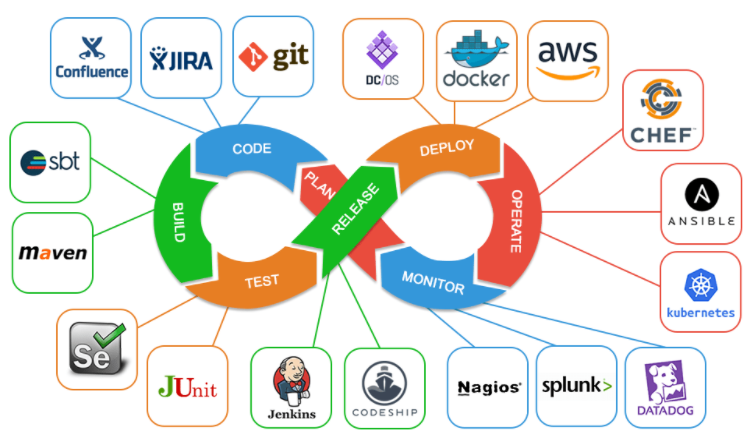 Confluence
JIRA
git
DC/OS
docker
aws
CHEF™
sbt
CODE
DEPLOY
PLAN
RELEASE
OPERATE
BUILD
ANSIBLE
maven
TEST
MONITOR
kubernetes
Se
JUnit
Jenkins
CODESHIP
Nagios®
splunk>
DATADOG